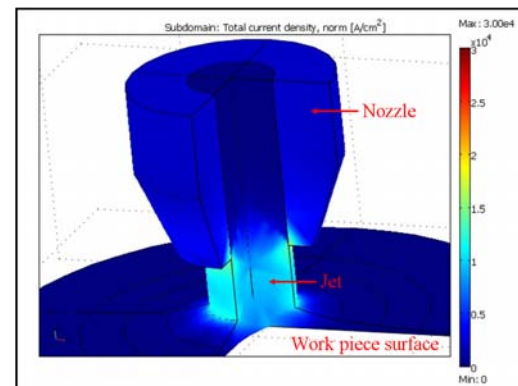 Subdomain: Total current density, norm [A/cm²]
Max: 3.00e4
×10⁴
3
2.5
2
1.5
1
0.5
0
Min: 0
Nozzle
Jet
Work piece surface